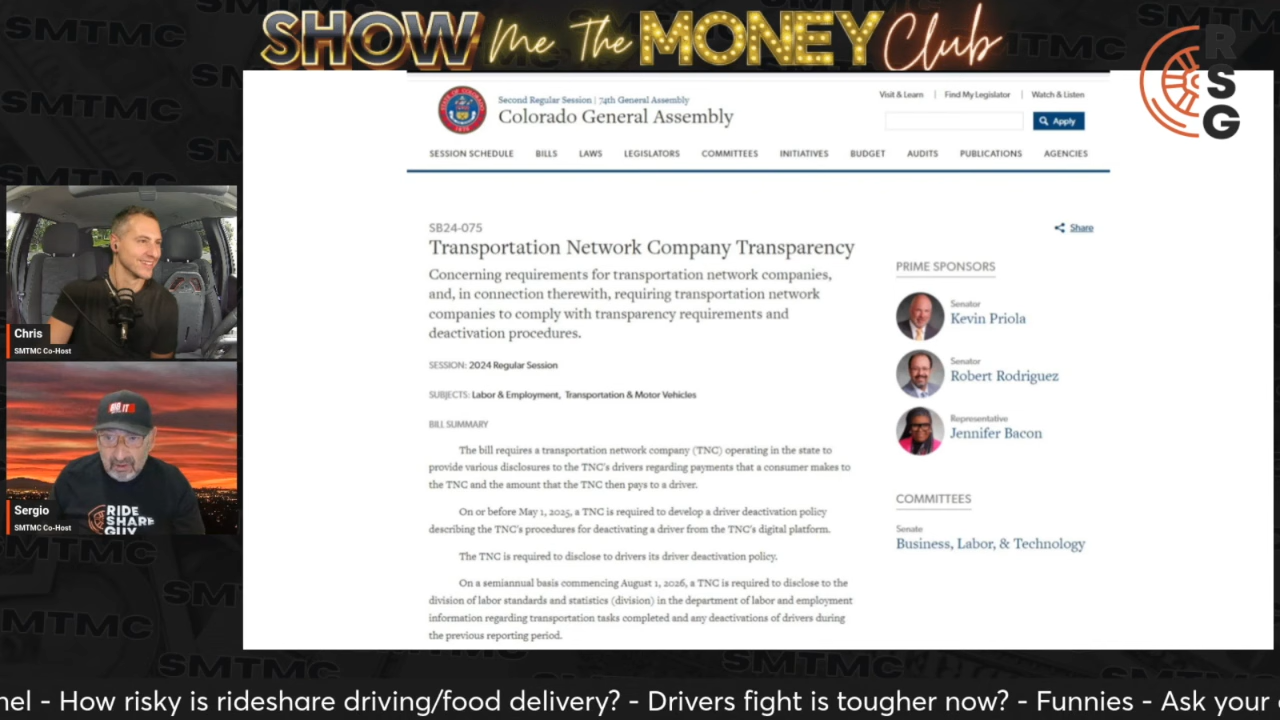 SHOW Me The MONEY Club
RSG
Second Regular Session | 74th General Assembly
Colorado General Assembly
Visit & Learn | Find My Legislator | Watch & Listen
Apply
SESSION SCHEDULE BILLS LAWS LEGISLATORS COMMITTEES INITIATIVES BUDGET AUDITS PUBLICATIONS AGENCIES
SB24-075
Share
Transportation Network Company Transparency
Concerning requirements for transportation network companies,
and, in connection therewith, requiring transportation network
companies to comply with transparency requirements and
deactivation procedures.
SESSION: 2024 Regular Session
SUBJECTS: Labor & Employment, Transportation & Motor Vehicles
BILL SUMMARY
The bill requires a transportation network company (TNC) operating in the state to
provide various disclosures to the TNC's drivers regarding payments that a consumer makes to
the TNC and the amount that the TNC then pays to a driver.
On or before May 1, 2025, a TNC is required to develop a driver deactivation policy
describing the TNC's procedures for deactivating a driver from the TNC's digital platform.
The TNC is required to disclose to drivers its driver deactivation policy.
On a semiannual basis commencing August 1, 2026, a TNC is required to disclose to the
division of labor standards and statistics (division) in the department of labor and employment
information regarding transportation tasks completed and any deactivations of drivers during
the previous reporting period.
PRIME SPONSORS
Senator
Kevin Priola
Senator
Robert Rodriguez
Representative
Jennifer Bacon
COMMITTEES
Senate
Business, Labor, & Technology
Chris
SMTMC Co-Host
RIDE
SHARE
GUY
Sergio
SMTMC Co-Host
SMTMC
nel - How risky is rideshare driving/food delivery? - Drivers fight is tougher now? - Funnies - Ask your